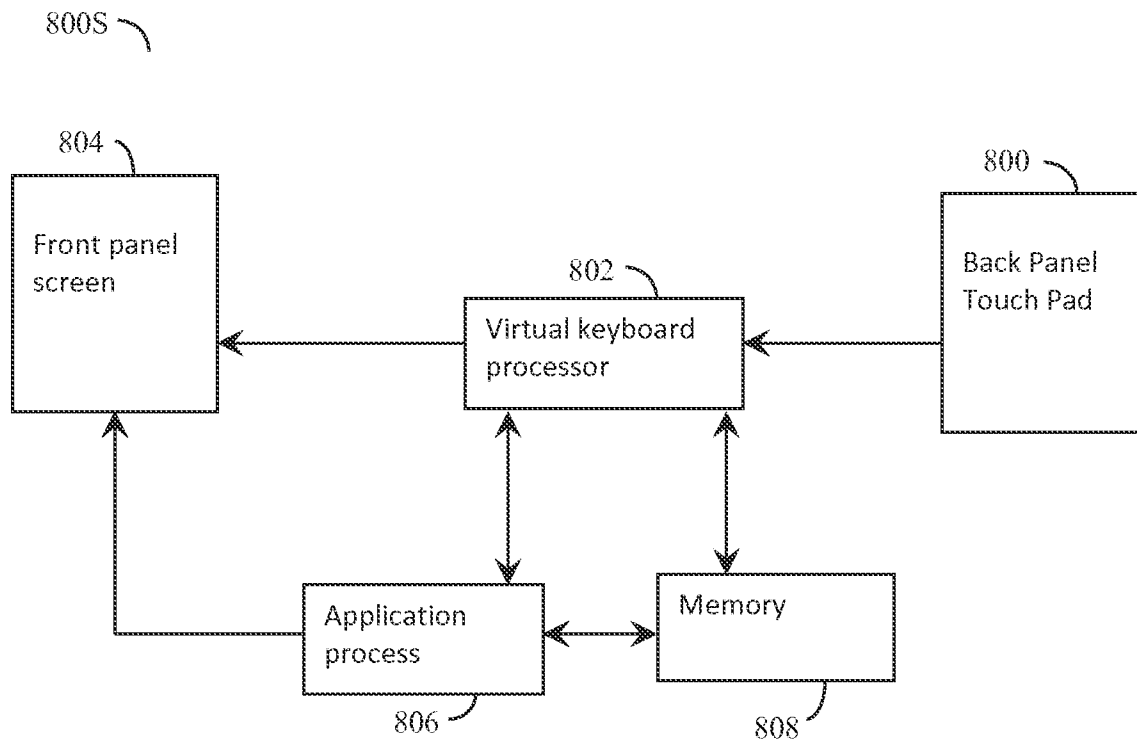 800S
804
800
Front panel
screen
802
Back Panel
Touch Pad
Virtual keyboard
processor
Application
process
Memory
806
808